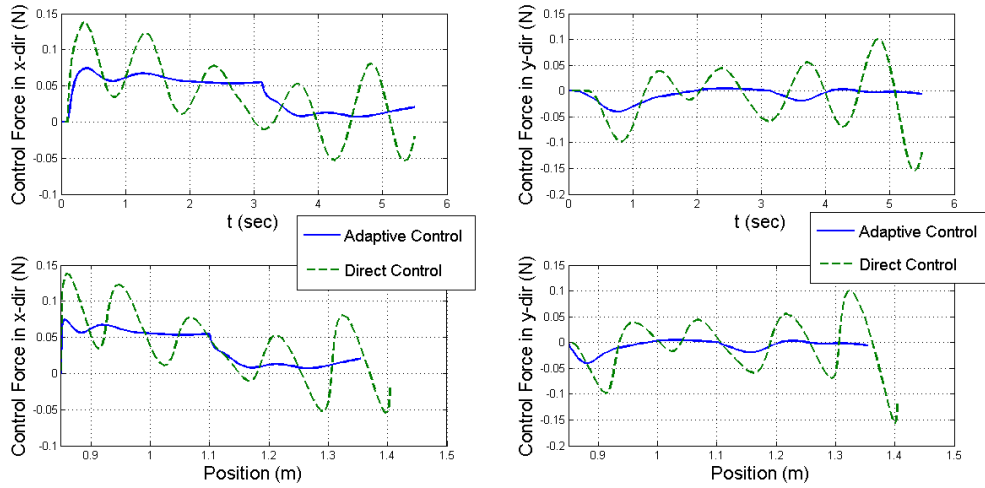 Control Force in x-dir (N)
0.15
0.1
0.05
0
-0.05
-0.1
0 1 2 3 4 5 6
t (sec)
Control Force in y-dir (N)
0.15
0.1
0.05
0
-0.05
-0.1
-0.15
-0.2
0 1 2 3 4 5 6
t (sec)
Adaptive Control
Direct Control
Adaptive Control
Direct Control
Control Force in x-dir (N)
0.15
0.1
0.05
0
-0.05
-0.1
0.9 1 1.1 1.2 1.3 1.4 1.5
Position (m)
Control Force in y-dir (N)
0.15
0.1
0.05
0
-0.05
-0.1
-0.15
-0.2
0.9 1 1.1 1.2 1.3 1.4 1.5
Position (m)